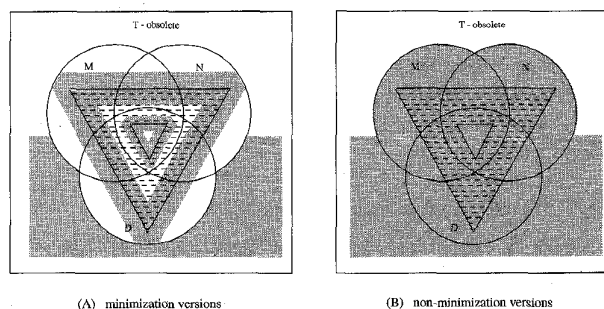 T - obsolete
M
N
D
(A) minimization versions
T - obsolete
M
N
D
(B) non-minimization versions